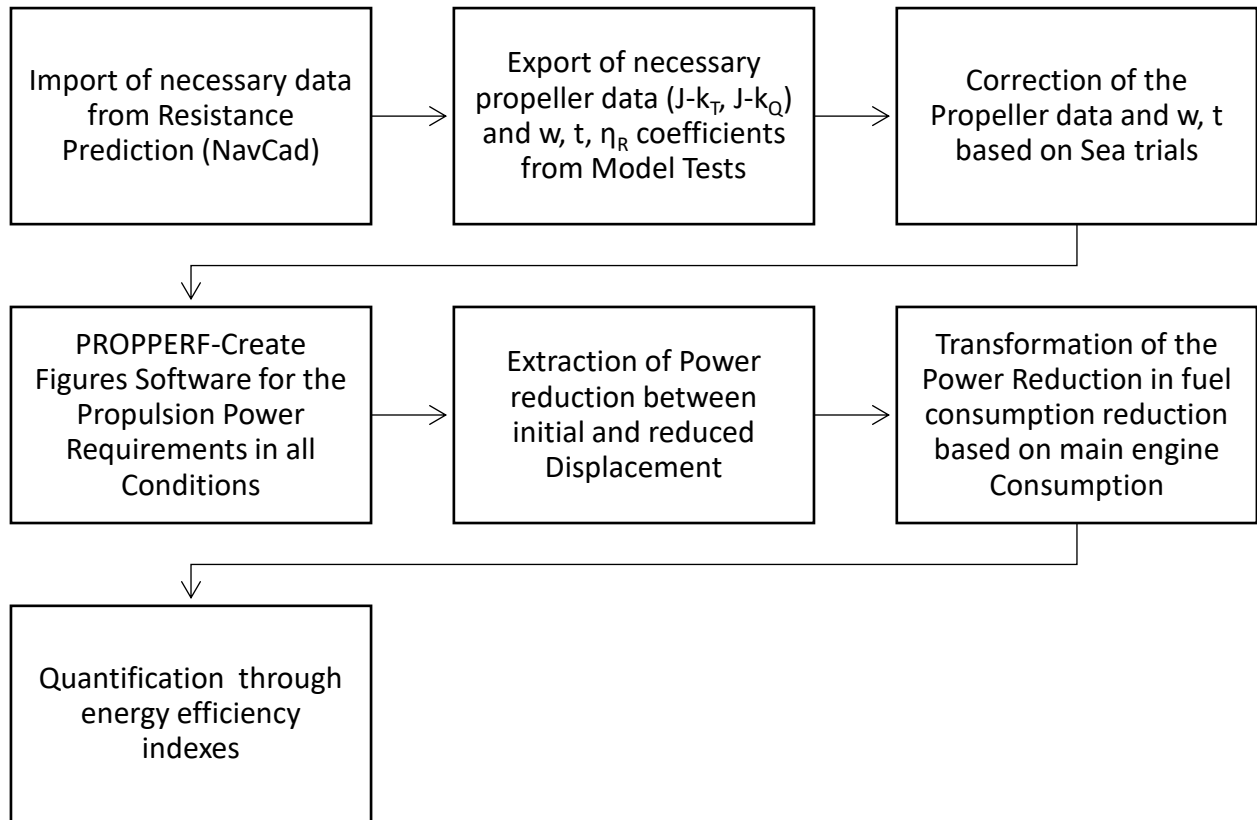 Import of necessary data
from Resistance
Prediction (NavCad)
Export of necessary
propeller data (J-kT, J-kQ)
and w, t, ηR coefficients
from Model Tests
Correction of the
Propeller data and w, t
based on Sea trials
PROPPERF-Create
Figures Software for the
Propulsion Power
Requirements in all
Conditions
Extraction of Power
reduction between
initial and reduced
Displacement
Transformation of the
Power Reduction in fuel
consumption reduction
based on main engine
Consumption
Quantification through
energy efficiency
indexes